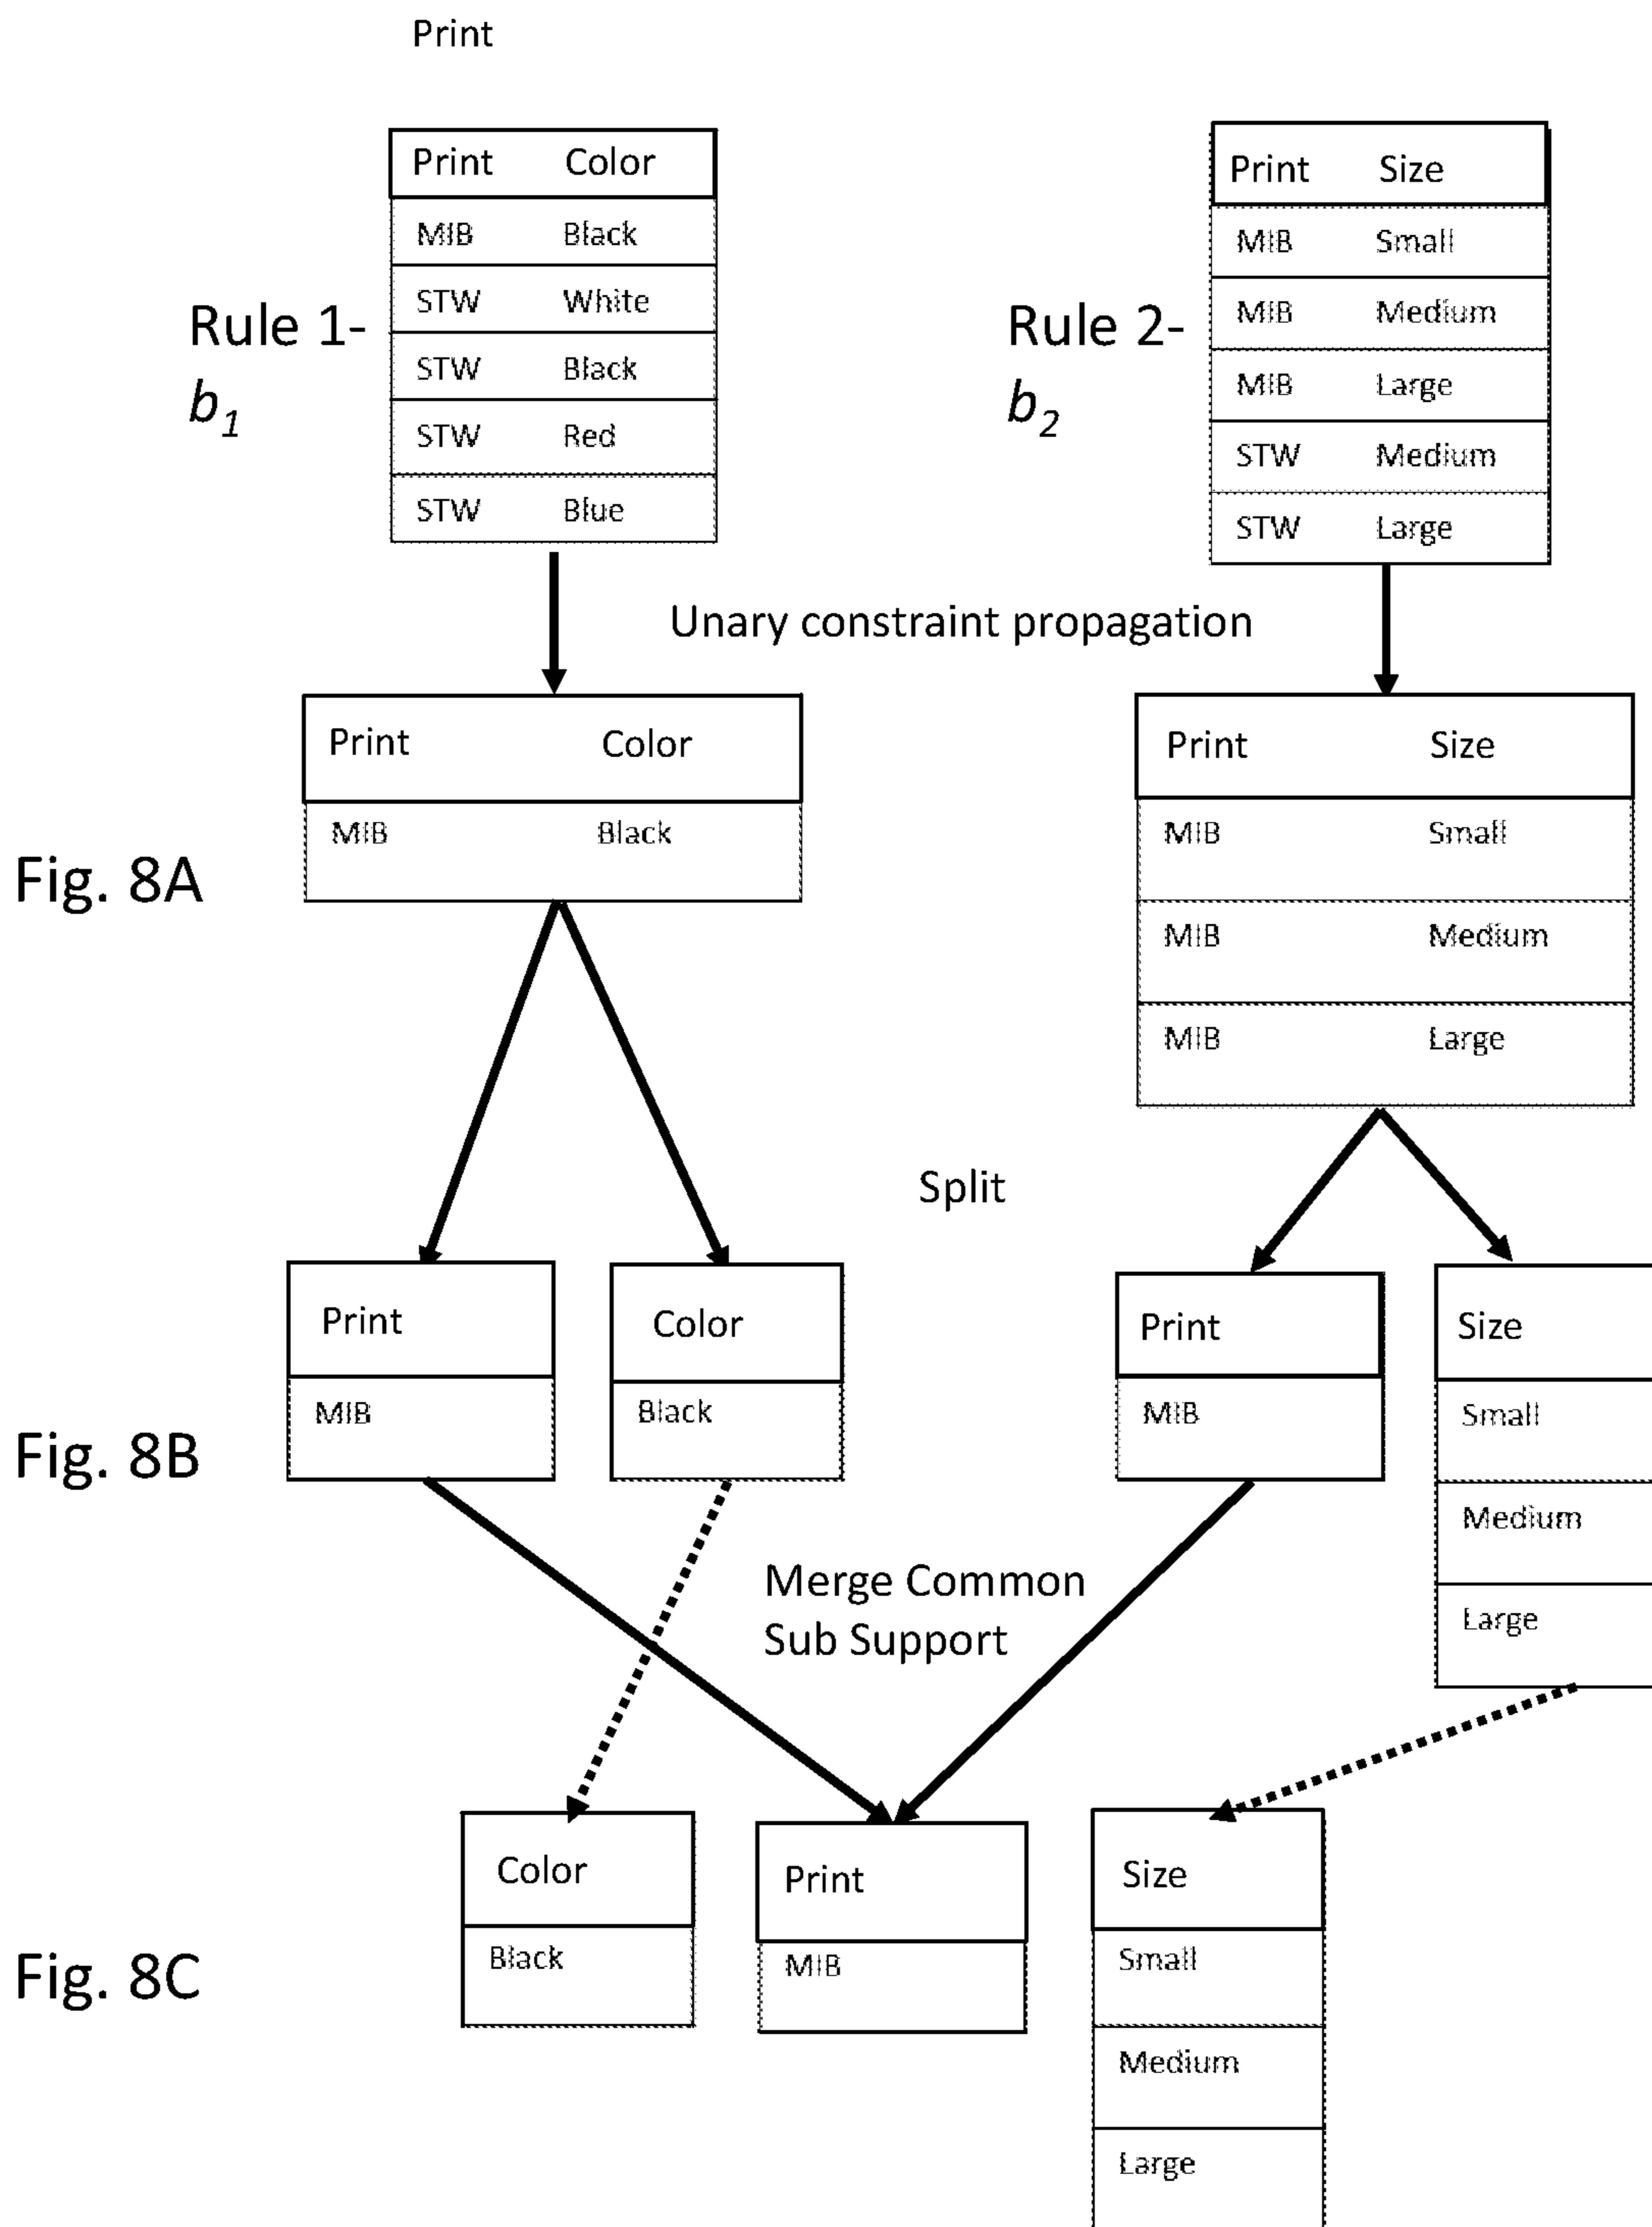 Print
Print Color
MIB Black
STW White
STW Black
STW Red
STW Blue
Rule 1-
b1
Print Size
MIB Small
MIB Medium
MIB Large
STW Medium
STW Large
Rule 2-
b2
Unary constraint propagation
Print Color
MIB Black
Print Size
MIB Small
MIB Medium
MIB Large
Fig. 8A
Split
Print
MIB
Color
Black
Print
MIB
Size
Small
Medium
Large
Fig. 8B
Merge Common
Sub Support
Color
Black
Print
MIB
Size
Small
Medium
Large
Fig. 8C